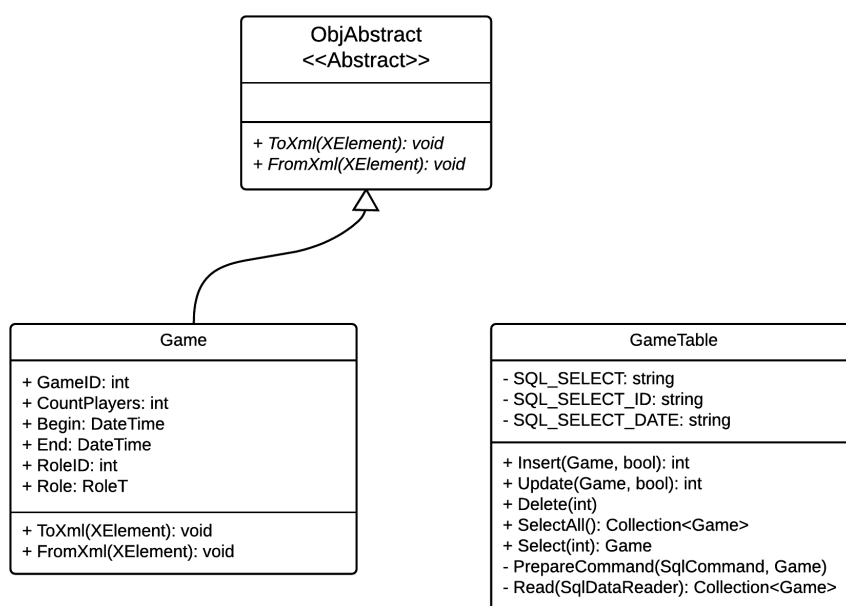 ObjAbstract
<<Abstract>>
+ ToXml(XElement): void
+ FromXml(XElement): void
Game
+ GameID: int
+ CountPlayers: int
+ Begin: DateTime
+ End: DateTime
+ RoleID: int
+ Role: RoleT
+ ToXml(XElement): void
+ FromXml(XElement): void
GameTable
- SQL_SELECT: string
- SQL_SELECT_ID: string
- SQL_SELECT_DATE: string
+ Insert(Game, bool): int
+ Update(Game, bool): int
+ Delete(int)
+ SelectAll(): Collection<Game>
+ Select(int): Game
- PrepareCommand(SqlCommand, Game)
- Read(SqlDataReader): Collection<Game>